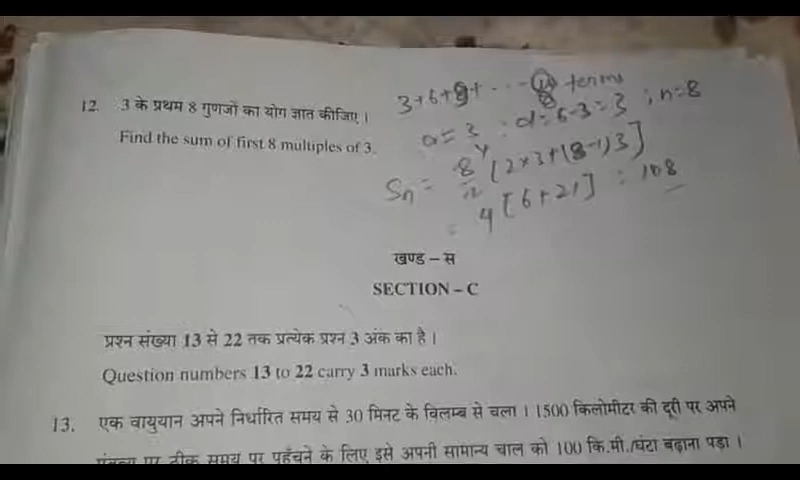 12. 3 के प्रथम 8 गुणजों का योग ज्ञात कीजिए ।
Find the sum of first 8 multiples of 3.
3+6+9+ ... 8 terms
a = 3 ; d = 6-3 = 3 ; n = 8
Sn = 8/2 [2×3+(8-1)3]
= 4 [6+21] = 108
खण्ड – स
SECTION – C
प्रश्न संख्या 13 से 22 तक प्रत्येक प्रश्न 3 अंक का है ।
Question numbers 13 to 22 carry 3 marks each.
13. एक वायुयान अपने निर्धारित समय से 30 मिनट के विलम्ब से चला । 1500 किलोमीटर की दूरी पर अपने
गंतव्य पर ठीक समय पर पहुँचने के लिए इसे अपनी सामान्य चाल को 100 कि.मी./घंटा बढ़ाना पड़ा ।